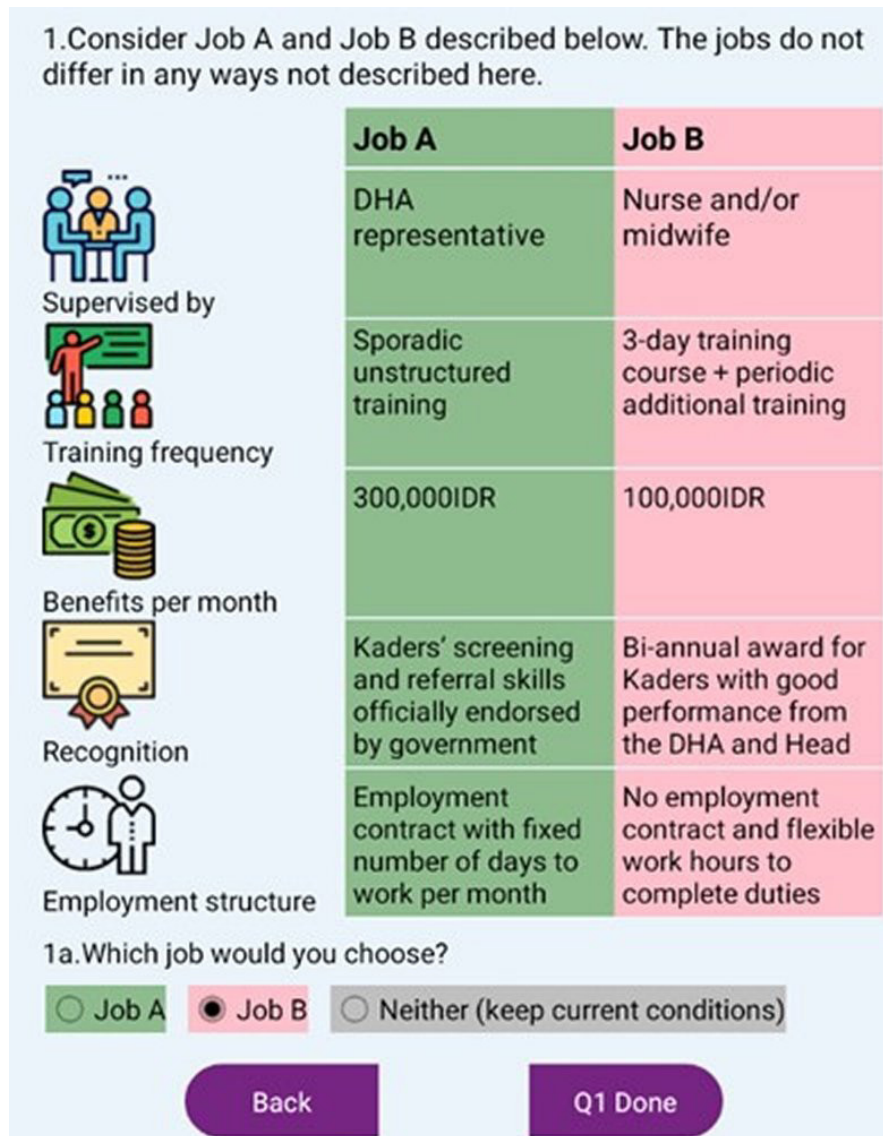 1.Consider Job A and Job B described below. The jobs do not
differ in any ways not described here.
Job A
Job B
Supervised by
DHA
representative
Nurse and/or
midwife
Training frequency
Sporadic
unstructured
training
3-day training
course + periodic
additional training
Benefits per month
300,000IDR
100,000IDR
Recognition
Kaders’ screening
and referral skills
officially endorsed
by government
Bi-annual award for
Kaders with good
performance from
the DHA and Head
Employment structure
Employment
contract with fixed
number of days to
work per month
No employment
contract and flexible
work hours to
complete duties
1a.Which job would you choose?
Job A
Job B
Neither (keep current conditions)
Back
Q1 Done